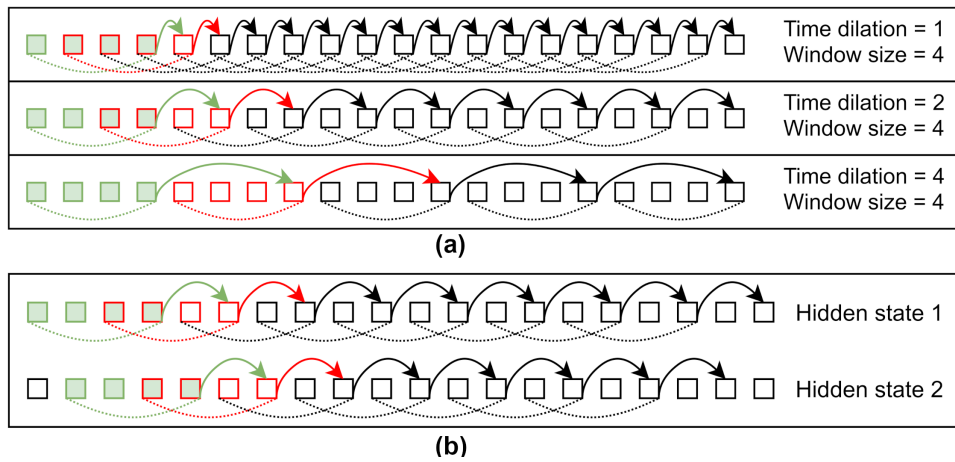 Time dilation = 1
Window size = 4
Time dilation = 2
Window size = 4
Time dilation = 4
Window size = 4
(a)
Hidden state 1
Hidden state 2
(b)